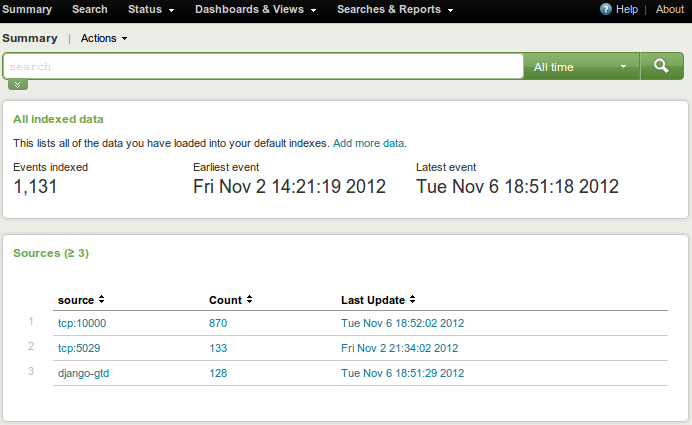 Summary Search Status Dashboards & Views Searches & Reports Help | About
Summary | Actions
search All time
All indexed data
This lists all of the data you have loaded into your default indexes. Add more data.
Events indexed Earliest event Latest event
1,131 Fri Nov 2 14:21:19 2012 Tue Nov 6 18:51:18 2012
Sources (≥ 3)
source Count Last Update
1 tcp:10000 870 Tue Nov 6 18:52:02 2012
2 tcp:5029 133 Fri Nov 2 21:34:02 2012
3 django-gtd 128 Tue Nov 6 18:51:29 2012